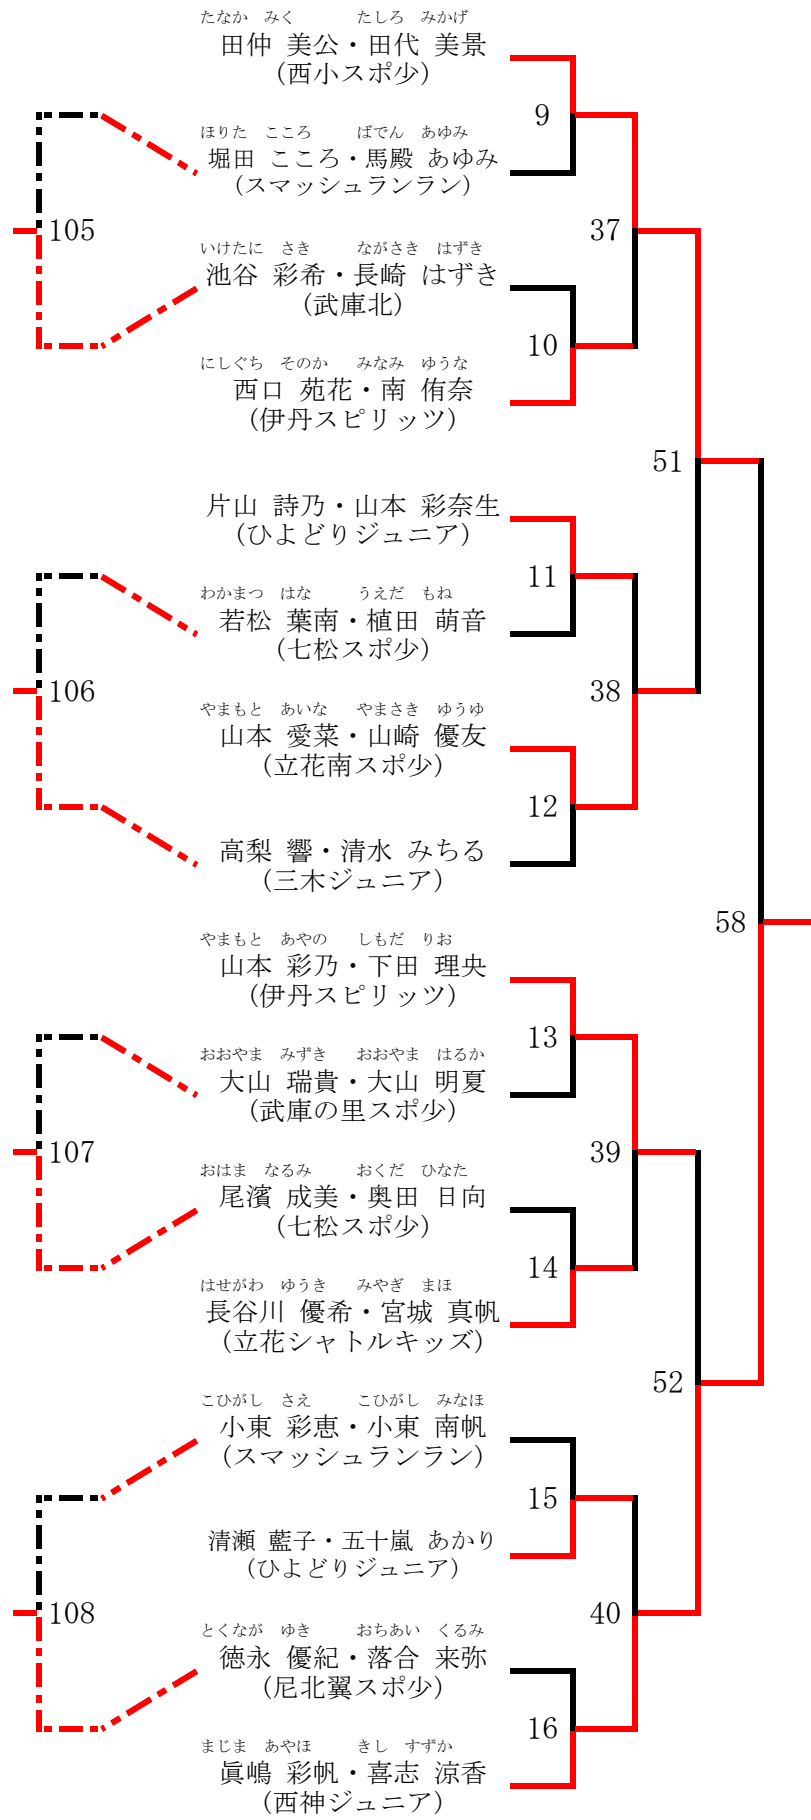 たなか みく たしろ みかげ
田仲 美公・田代 美景
(西小スポ少)
9
ほりた こころ ばでん あゆみ
堀田 こころ・馬殿 あゆみ
(スマッシュランラン)
105
37
いけたに さき ながさき はずき
池谷 彩希・長崎 はずき
(武庫北)
10
にしぐち そのか みなみ ゆうな
西口 苑花・南 侑奈
(伊丹スピリッツ)
51
片山 詩乃・山本 彩奈生
(ひよどりジュニア)
11
わかまつ はな うえだ もね
若松 葉南・植田 萌音
(七松スポ少)
106
38
やまもと あいな やまさき ゆうゆ
山本 愛菜・山崎 優友
(立花南スポ少)
12
高梨 響・清水 みちる
(三木ジュニア)
58
やまもと あやの しもだ りお
山本 彩乃・下田 理央
(伊丹スピリッツ)
13
おおやま みずき おおやま はるか
大山 瑞貴・大山 明夏
(武庫の里スポ少)
107
39
おはま なるみ おくだ ひなた
尾濱 成美・奥田 日向
(七松スポ少)
14
はせがわ ゆうき みやぎ まほ
長谷川 優希・宮城 真帆
(立花シャトルキッズ)
52
こひがし さえ こひがし みなほ
小東 彩恵・小東 南帆
(スマッシュランラン)
15
清瀬 藍子・五十嵐 あかり
(ひよどりジュニア)
108
40
とくなが ゆき おちあい くるみ
徳永 優紀・落合 来弥
(尼北翼スポ少)
16
まじま あやほ きし すずか
眞嶋 彩帆・喜志 涼香
(西神ジュニア)